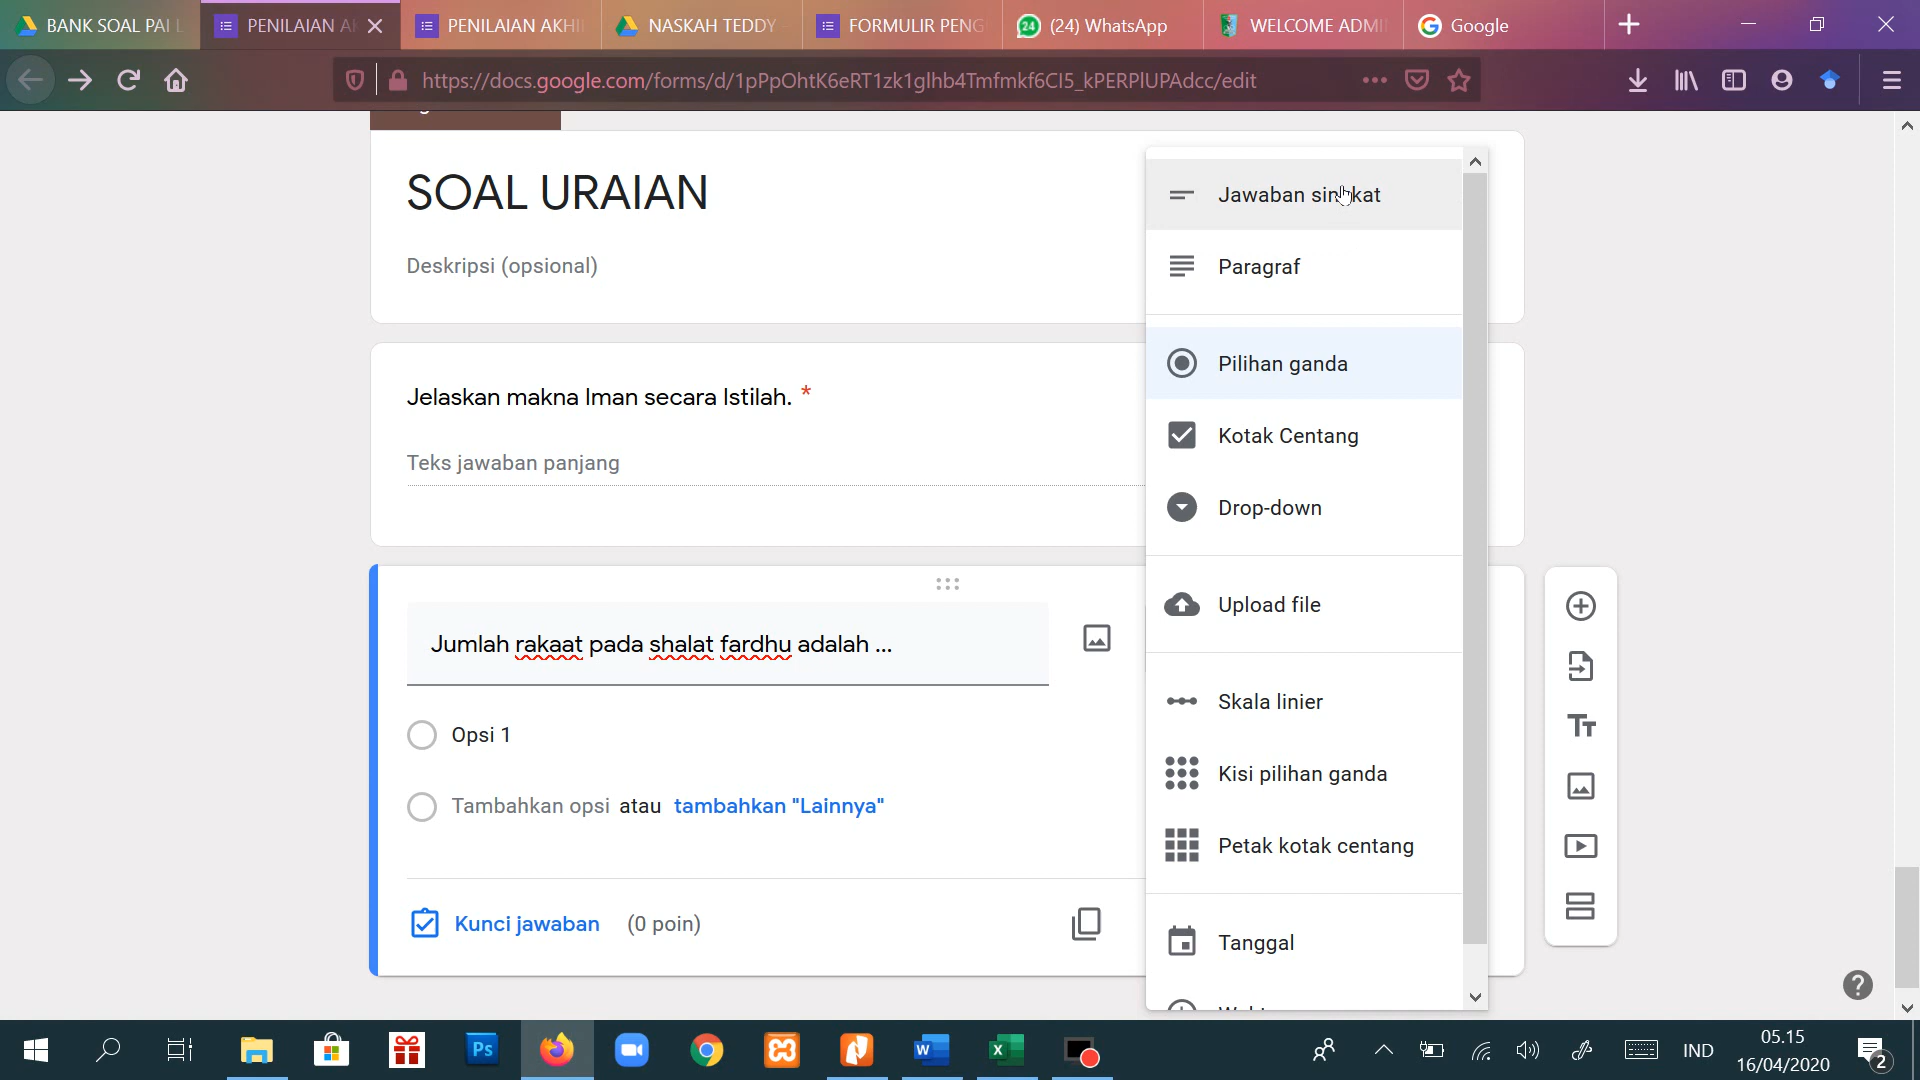 BANK SOAL PAI L
PENILAIAN AK
PENILAIAN AKHI
NASKAH TEDDY
FORMULIR PENG
(24) WhatsApp
WELCOME ADMI
Google
https://docs.google.com/forms/d/1pPpOhtK6eRT1zk1glhb4Tmfmkf6CI5_kPERPlUPAdcc/edit
SOAL URAIAN
Deskripsi (opsional)
Jelaskan makna Iman secara Istilah. *
Teks jawaban panjang
Jumlah rakaat pada shalat fardhu adalah ...
Opsi 1
Tambahkan opsi atau tambahkan "Lainnya"
Kunci jawaban (0 poin)
Jawaban singkat
Paragraf
Pilihan ganda
Kotak Centang
Drop-down
Upload file
Skala linier
Kisi pilihan ganda
Petak kotak centang
Tanggal
IND
05.15
16/04/2020
2